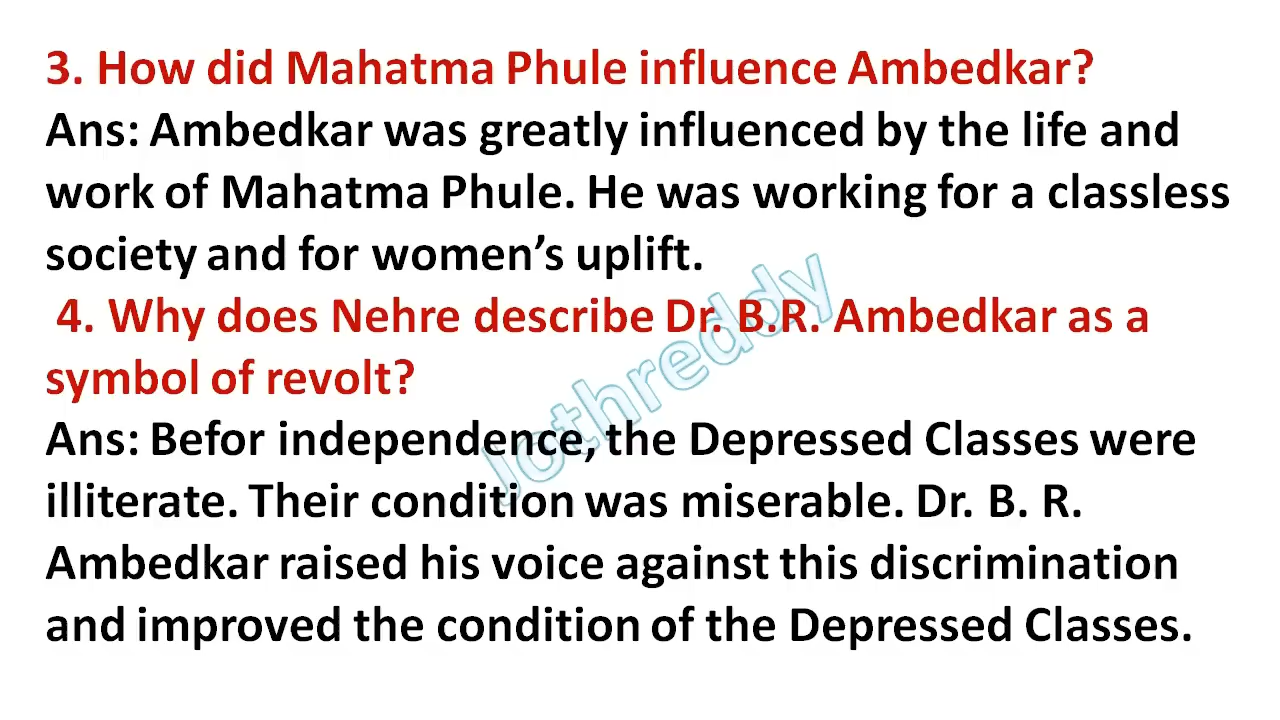 3. How did Mahatma Phule influence Ambedkar?
Ans: Ambedkar was greatly influenced by the life and
work of Mahatma Phule. He was working for a classless
society and for women’s uplift.
4. Why does Nehre describe Dr. B.R. Ambedkar as a
symbol of revolt?
Ans: Befor independence, the Depressed Classes were
illiterate. Their condition was miserable. Dr. B. R.
Ambedkar raised his voice against this discrimination
and improved the condition of the Depressed Classes.
Jothreddy